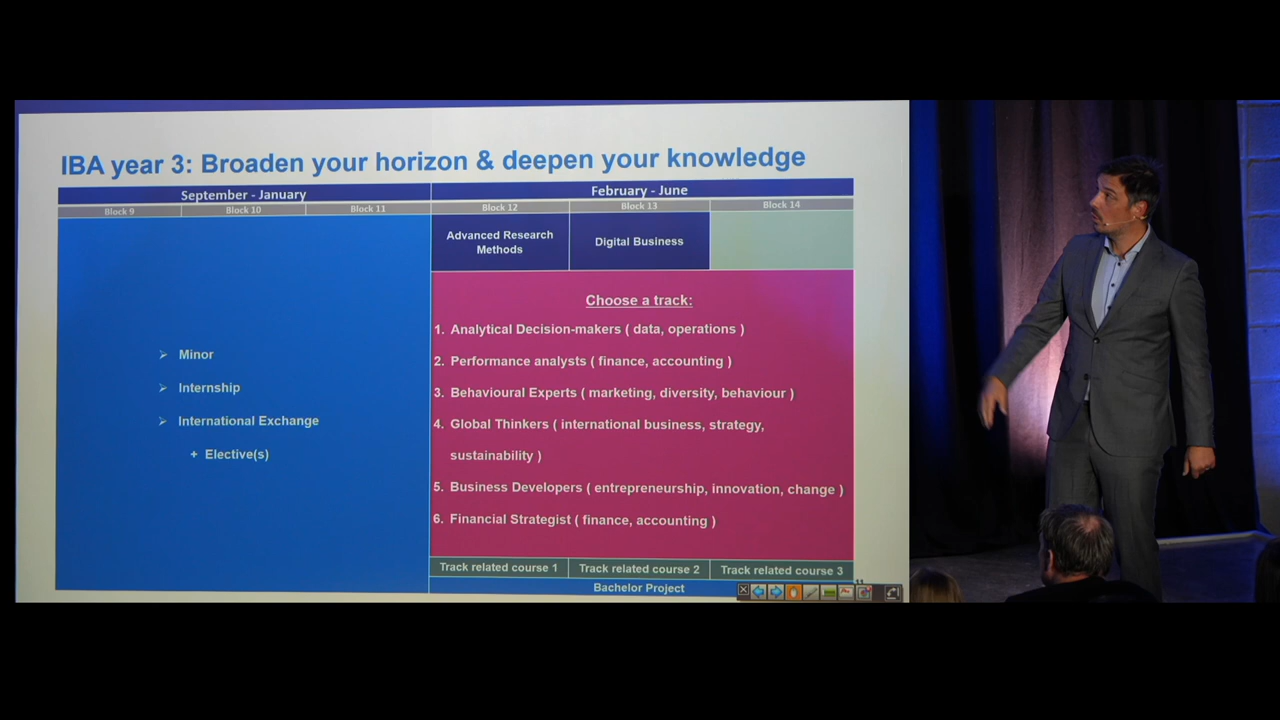 IBA year 3: Broaden your horizon & deepen your knowledge
September - January
February - June
Block 9
Block 10
Block 11
Block 12
Block 13
Block 14
Advanced Research
Methods
Digital Business
➢ Minor
➢ Internship
➢ International Exchange
+ Elective(s)
Choose a track:
1. Analytical Decision-makers ( data, operations )
2. Performance analysts ( finance, accounting )
3. Behavioural Experts ( marketing, diversity, behaviour )
4. Global Thinkers ( international business, strategy,
sustainability )
5. Business Developers ( entrepreneurship, innovation, change )
6. Financial Strategist ( finance, accounting )
Track related course 1
Track related course 2
Track related course 3
Bachelor Project